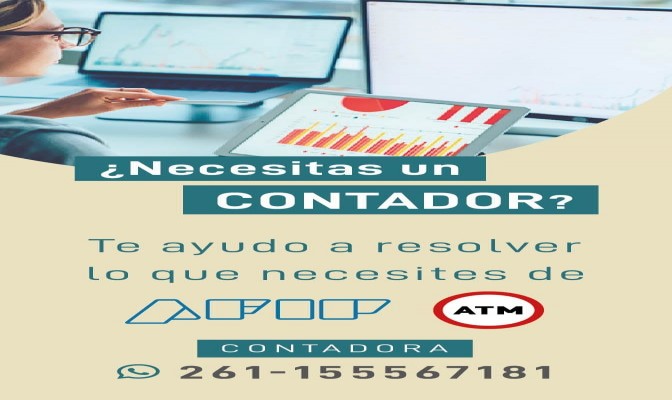 ¿Necesitas un
CONTADOR?
Te ayudo a resolver
lo que necesites de
AFIP
ATM
CONTADORA
261-155567181